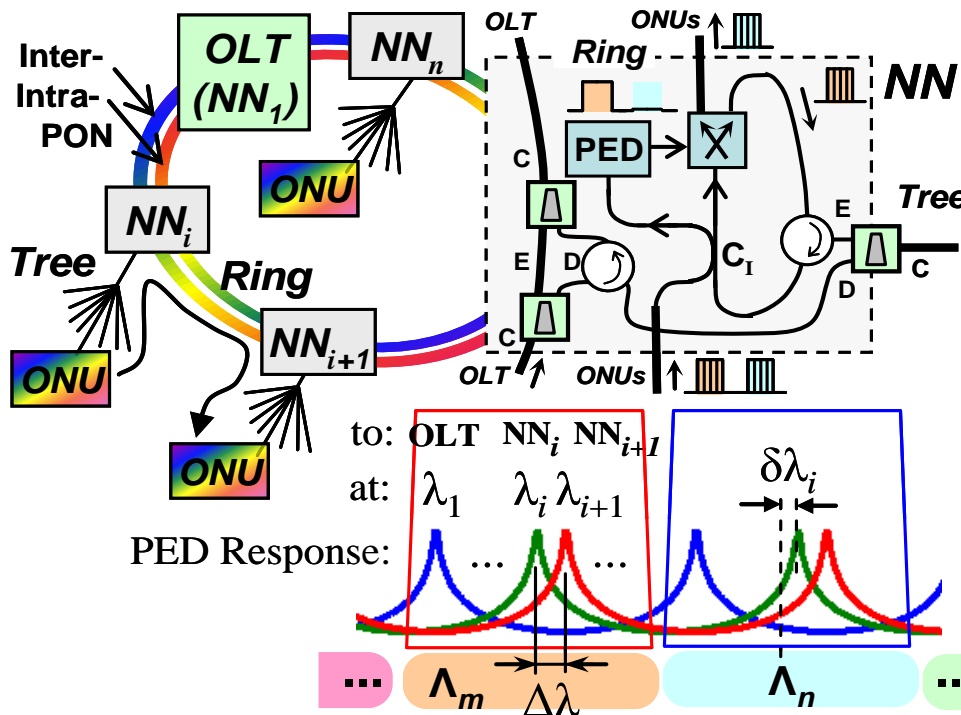 Inter-
Intra-
PON
OLT
(NN1)
NNn
ONU
NNi
Tree
Ring
ONU
NNi+1
ONU
OLT
Ring
ONUs
NN
PED
C
E
D
C
CI
E
D
C
Tree
OLT
ONUs
to: OLT NNi NNi+1
at: λ1 λi λi+1
δλi
PED Response:
... ...
... Λm Δλ Λn ...